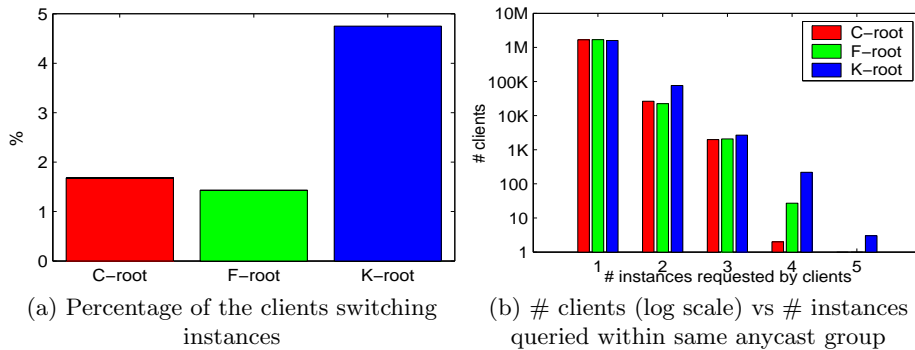 5
4
3
2
1
0
%
C-root
F-root
K-root
(a) Percentage of the clients switching
instances
10M
1M
100K
10K
1K
100
10
1
# clients
C-root
F-root
K-root
1
2
3
4
5
# instances requested by clients
(b) # clients (log scale) vs # instances
queried within same anycast group